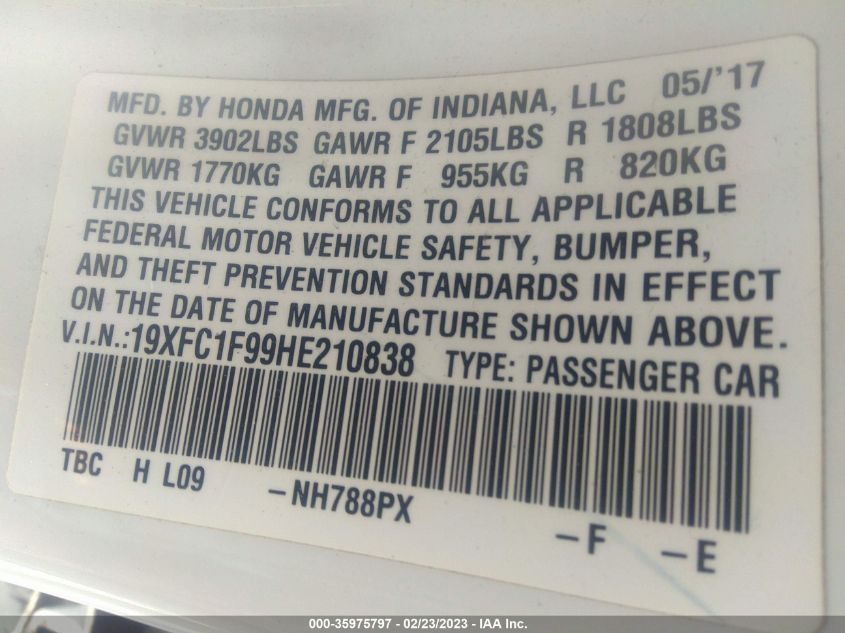 MFD. BY HONDA MFG. OF INDIANA, LLC 05/'17
GVWR 3902LBS GAWR F 2105LBS R 1808LBS
GVWR 1770KG GAWR F 955KG R 820KG
THIS VEHICLE CONFORMS TO ALL APPLICABLE
FEDERAL MOTOR VEHICLE SAFETY, BUMPER,
AND THEFT PREVENTION STANDARDS IN EFFECT
ON THE DATE OF MANUFACTURE SHOWN ABOVE.
V.I.N.:19XFC1F99HE210838 TYPE: PASSENGER CAR
TBC H L09 -NH788PX -F -E
000-35975797 - 02/23/2023 - IAA Inc.